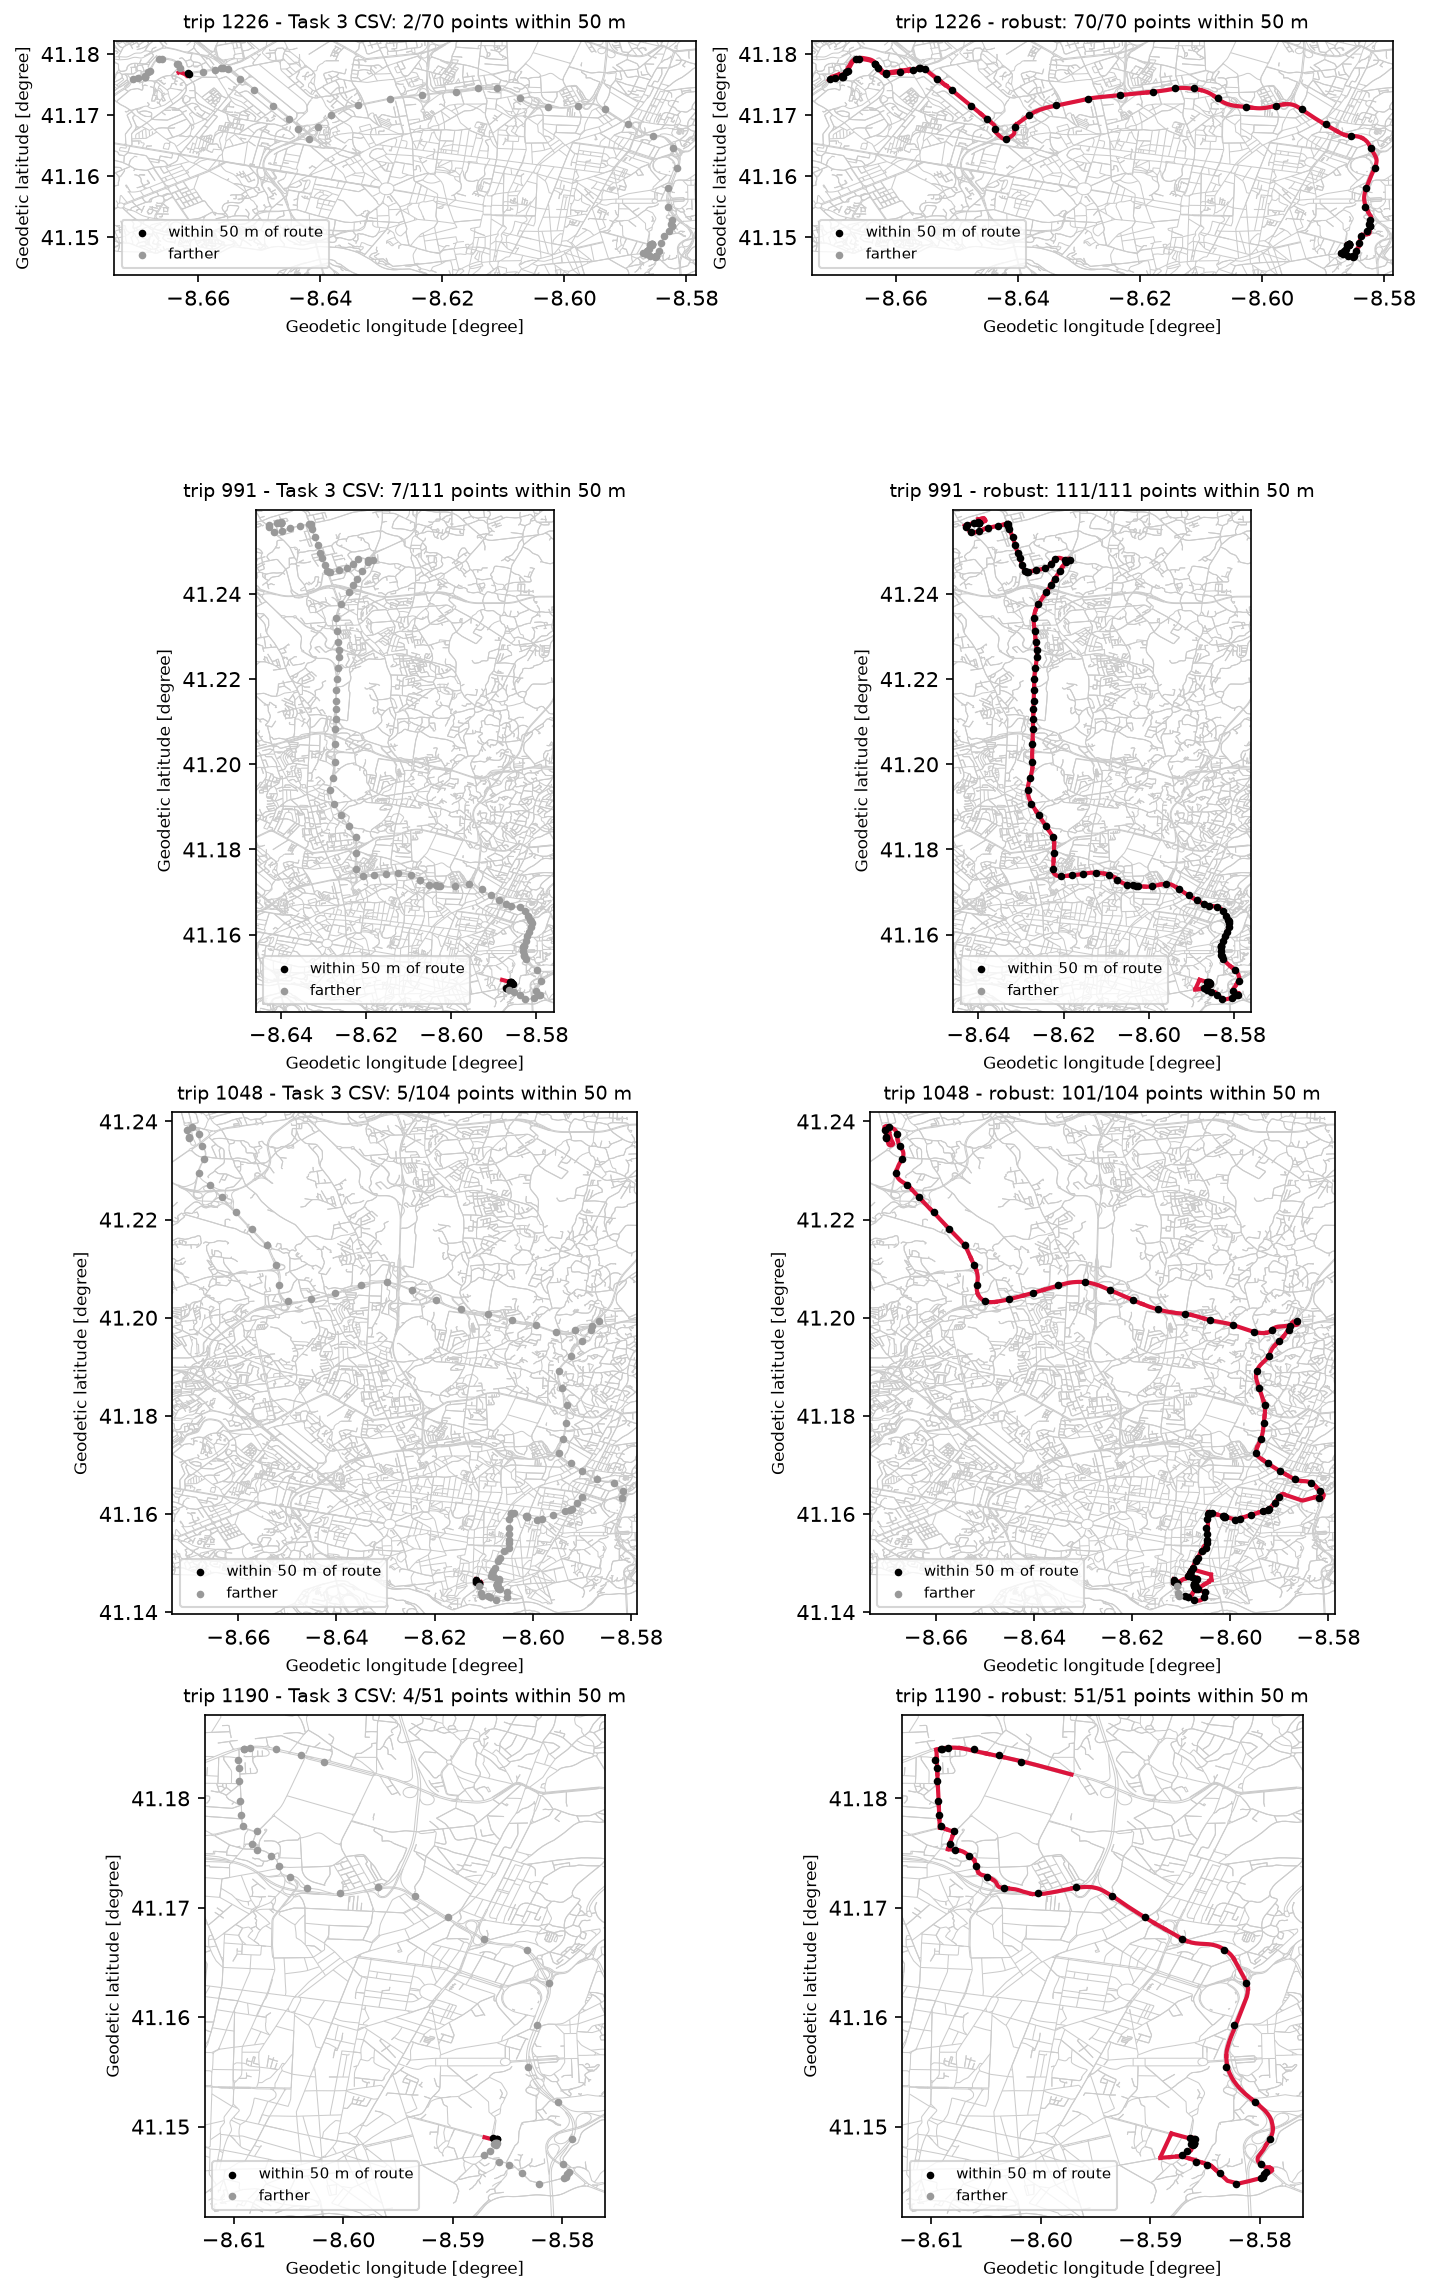 trip 1226 - Task 3 CSV: 2/70 points within 50 m
Geodetic latitude [degree]
41.18
41.17
41.16
41.15
within 50 m of route
farther
−8.66 −8.64 −8.62 −8.60 −8.58
Geodetic longitude [degree]
trip 1226 - robust: 70/70 points within 50 m
Geodetic latitude [degree]
41.18
41.17
41.16
41.15
within 50 m of route
farther
−8.66 −8.64 −8.62 −8.60 −8.58
Geodetic longitude [degree]
trip 991 - Task 3 CSV: 7/111 points within 50 m
Geodetic latitude [degree]
41.24
41.22
41.20
41.18
41.16
within 50 m of route
farther
−8.64 −8.62 −8.60 −8.58
Geodetic longitude [degree]
trip 991 - robust: 111/111 points within 50 m
Geodetic latitude [degree]
41.24
41.22
41.20
41.18
41.16
within 50 m of route
farther
−8.64 −8.62 −8.60 −8.58
Geodetic longitude [degree]
trip 1048 - Task 3 CSV: 5/104 points within 50 m
Geodetic latitude [degree]
41.24
41.22
41.20
41.18
41.16
41.14
within 50 m of route
farther
−8.66 −8.64 −8.62 −8.60 −8.58
Geodetic longitude [degree]
trip 1048 - robust: 101/104 points within 50 m
Geodetic latitude [degree]
41.24
41.22
41.20
41.18
41.16
41.14
within 50 m of route
farther
−8.66 −8.64 −8.62 −8.60 −8.58
Geodetic longitude [degree]
trip 1190 - Task 3 CSV: 4/51 points within 50 m
Geodetic latitude [degree]
41.18
41.17
41.16
41.15
within 50 m of route
farther
−8.61 −8.60 −8.59 −8.58
Geodetic longitude [degree]
trip 1190 - robust: 51/51 points within 50 m
Geodetic latitude [degree]
41.18
41.17
41.16
41.15
within 50 m of route
farther
−8.61 −8.60 −8.59 −8.58
Geodetic longitude [degree]